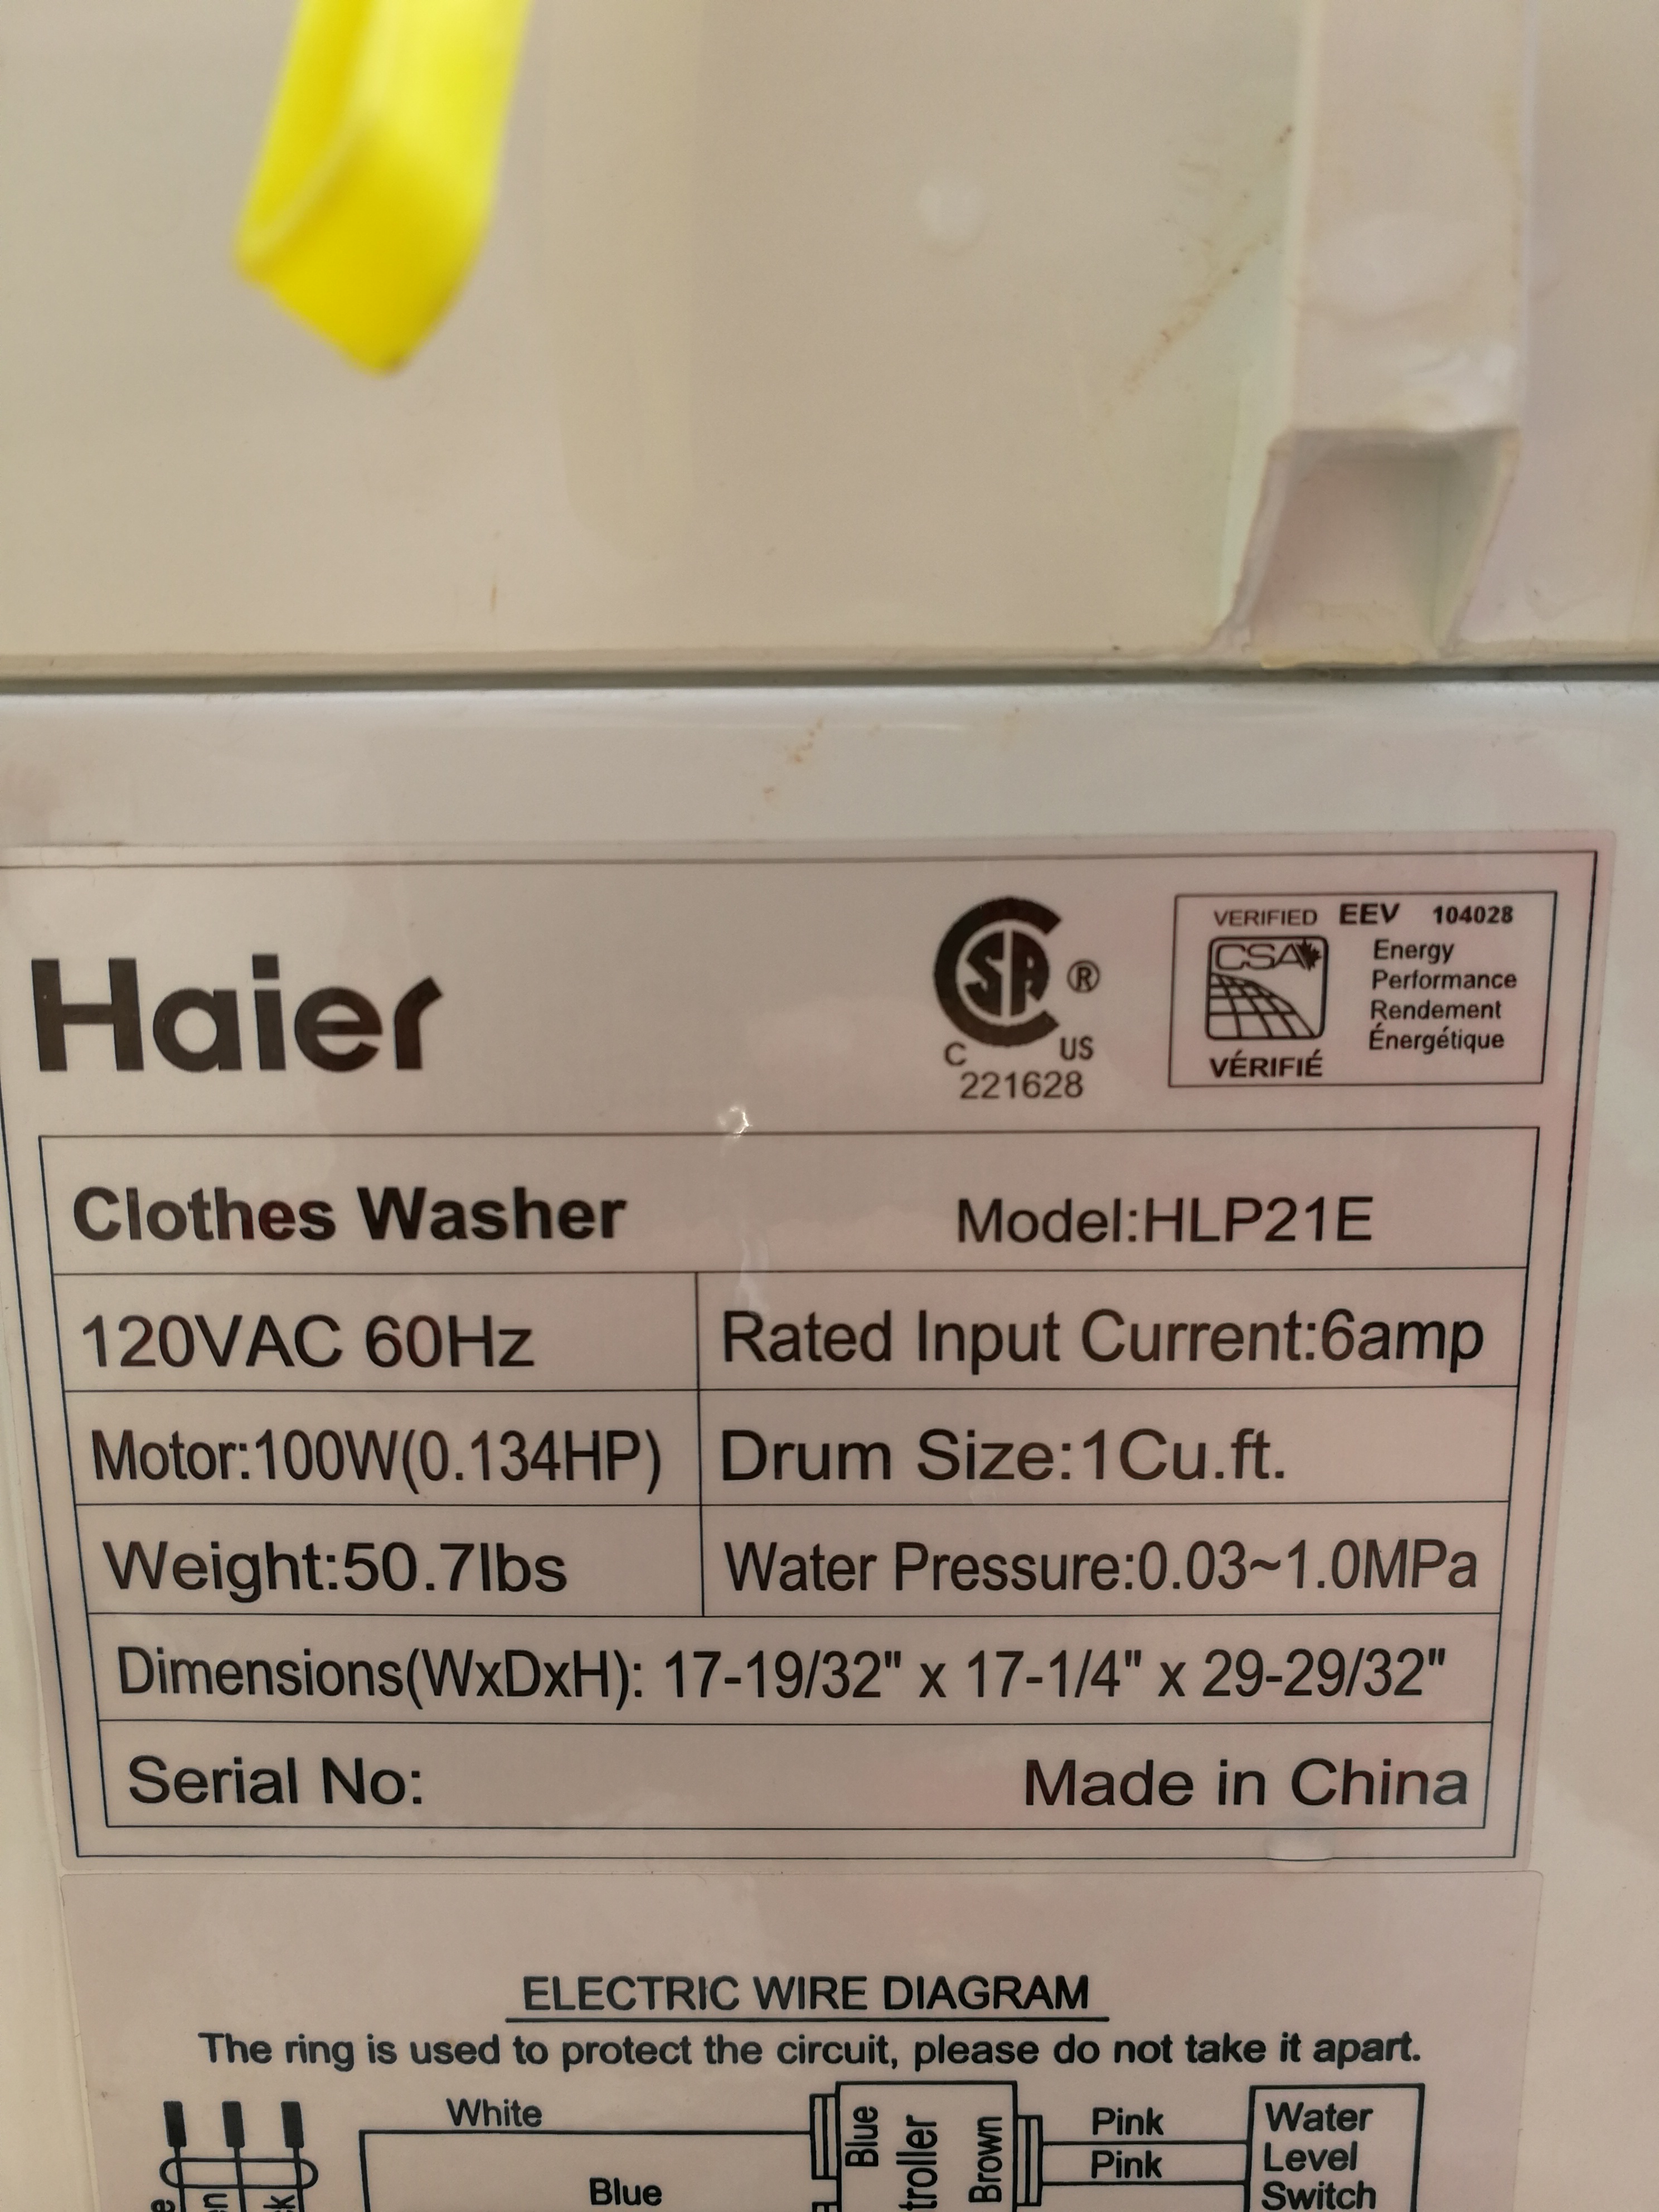 Haier
CSA ®
C US
221628
VERIFIED EEV 104028
CSA
Energy
Performance
Rendement
Énergétique
VÉRIFIÉ
Clothes Washer Model:HLP21E
120VAC 60Hz Rated Input Current:6amp
Motor:100W(0.134HP) Drum Size:1Cu.ft.
Weight:50.7lbs Water Pressure:0.03~1.0MPa
Dimensions(WxDxH): 17-19/32" x 17-1/4" x 29-29/32"
Serial No: Made in China
ELECTRIC WIRE DIAGRAM
The ring is used to protect the circuit, please do not take it apart.
White
Blue
Blue
Brown
Pink
Pink
Water
Level
Switch